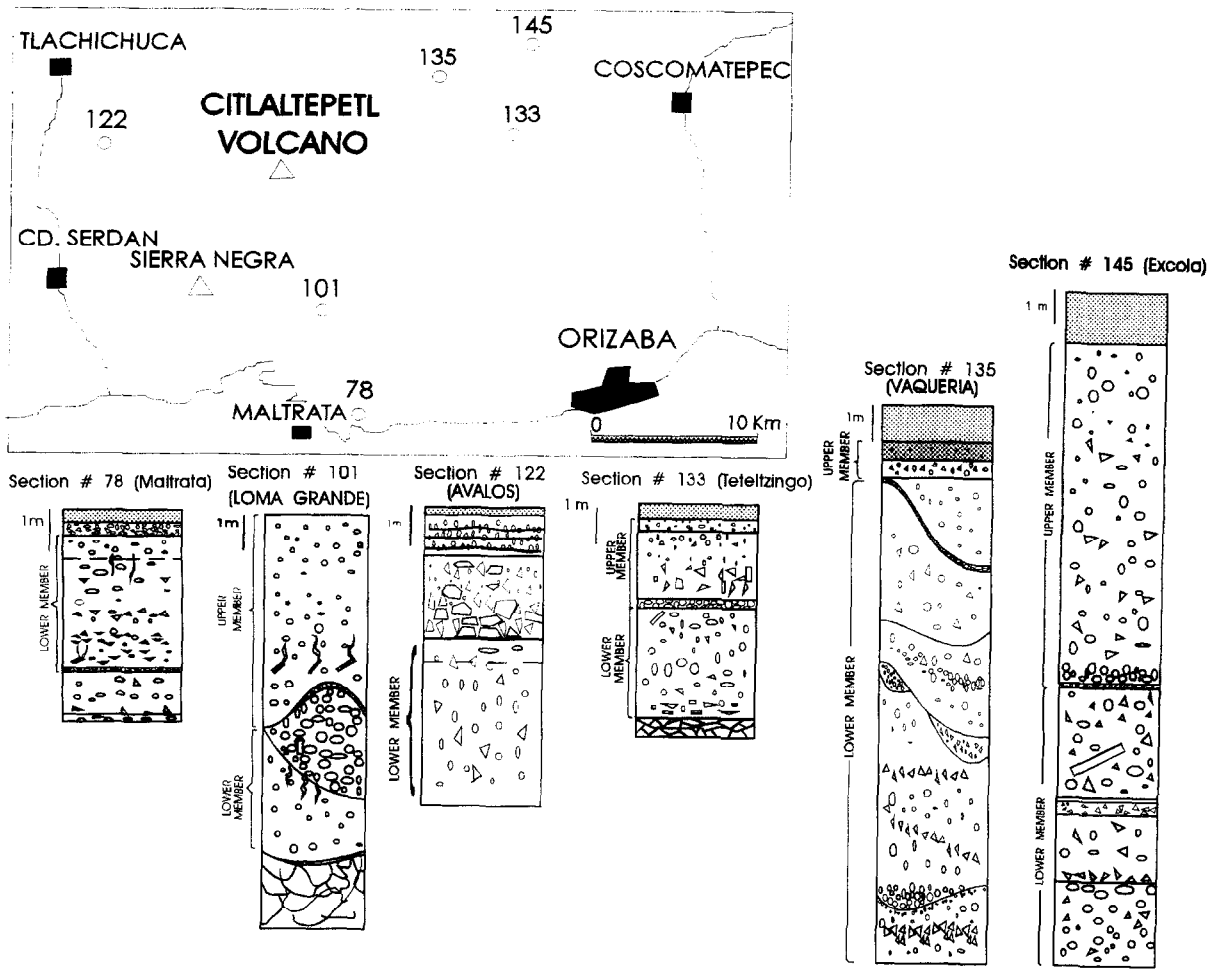 TLACHICHUCA
145
135
COSCOMATEPEC
CITLALTEPETL
VOLCANO
122
133
CD. SERDAN
SIERRA NEGRA
101
ORIZABA
78
MALTRATA
0 10 Km
Section # 78 (Maltrata)
1m
LOWER MEMBER
Section # 101
(LOMA GRANDE)
1m
UPPER MEMBER
LOWER MEMBER
Section # 122
(AVALOS)
1m
LOWER MEMBER
Section # 133 (Teteltzingo)
1 m
UPPER MEMBER
LOWER MEMBER
Section # 135
(VAQUERIA)
1m
UPPER MEMBER
LOWER MEMBER
Section # 145 (Excola)
1 m
UPPER MEMBER
LOWER MEMBER